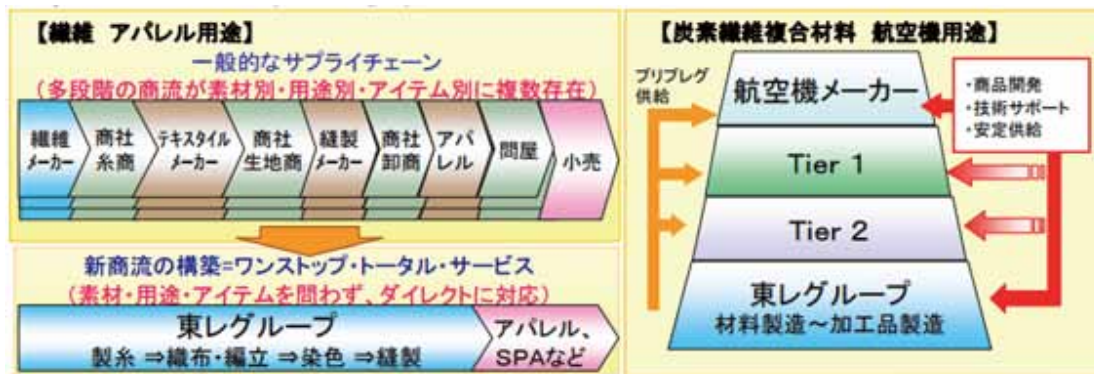 【繊維 アパレル用途】
一般的なサプライチェーン
(多段階の商流が素材別・用途別・アイテム別に複数存在)
繊維
メーカー
商社
糸商
テキスタイル
メーカー
商社
生地商
縫製
メーカー
商社
卸商
アパ
レル
問屋
小売
新商流の構築=ワンストップ・トータル・サービス
(素材・用途・アイテムを問わず、ダイレクトに対応)
東レグループ
製糸 ⇒織布・編立 ⇒染色 ⇒縫製
アパレル、
SPAなど
【炭素繊維複合材料 航空機用途】
プリプレグ
供給
航空機メーカー
・商品開発
・技術サポート
・安定供給
Tier 1
Tier 2
東レグループ
材料製造~加工品製造